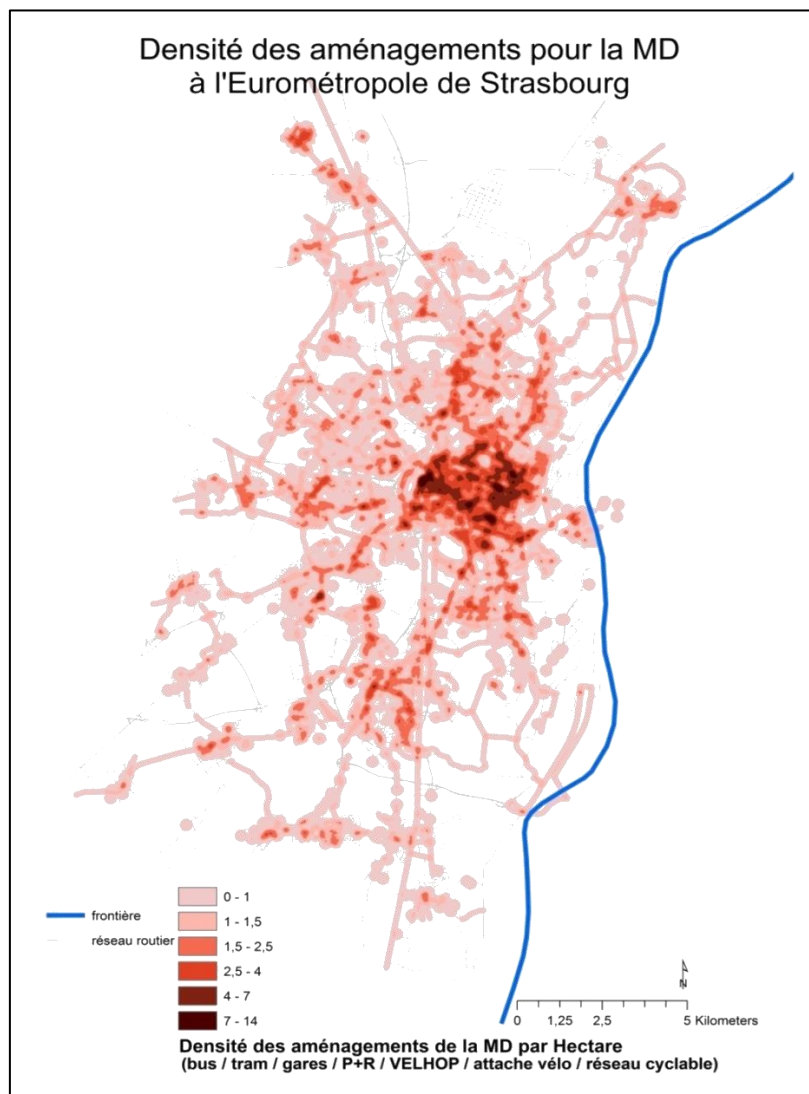 Densité des aménagements pour la MD
à l'Eurométropole de Strasbourg
frontière
réseau routier
0 - 1
1 - 1,5
1,5 - 2,5
2,5 - 4
4 - 7
7 - 14
N
0 1,25 2,5 5 Kilometers
Densité des aménagements de la MD par Hectare
(bus / tram / gares / P+R / VELHOP / attache vélo / réseau cyclable)